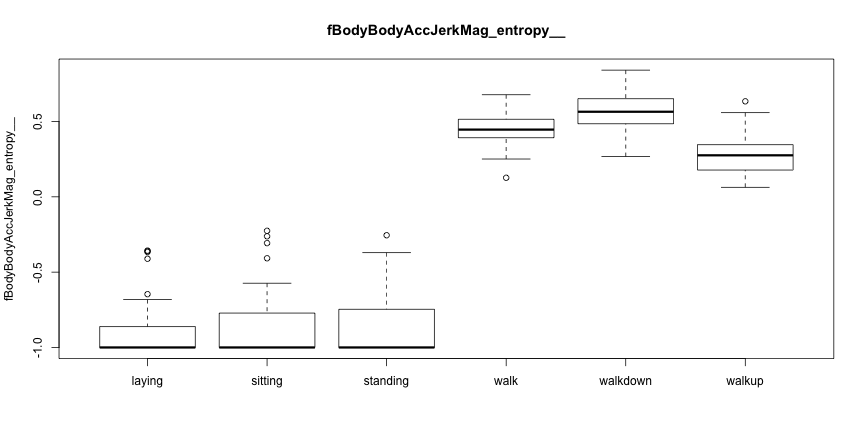 fBodyBodyAccJerkMag_entropy__
fBodyBodyAccJerkMag_entropy__
0.5
0.0
-0.5
-1.0
laying sitting standing walk walkdown walkup